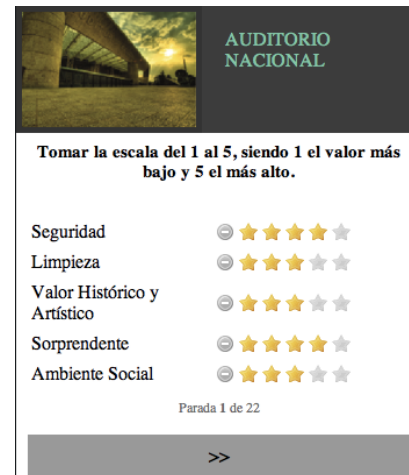 AUDITORIO
NACIONAL
Tomar la escala del 1 al 5, siendo 1 el valor más
bajo y 5 el más alto.
Seguridad
Limpieza
Valor Histórico y
Artístico
Sorprendente
Ambiente Social
Parada 1 de 22
>>